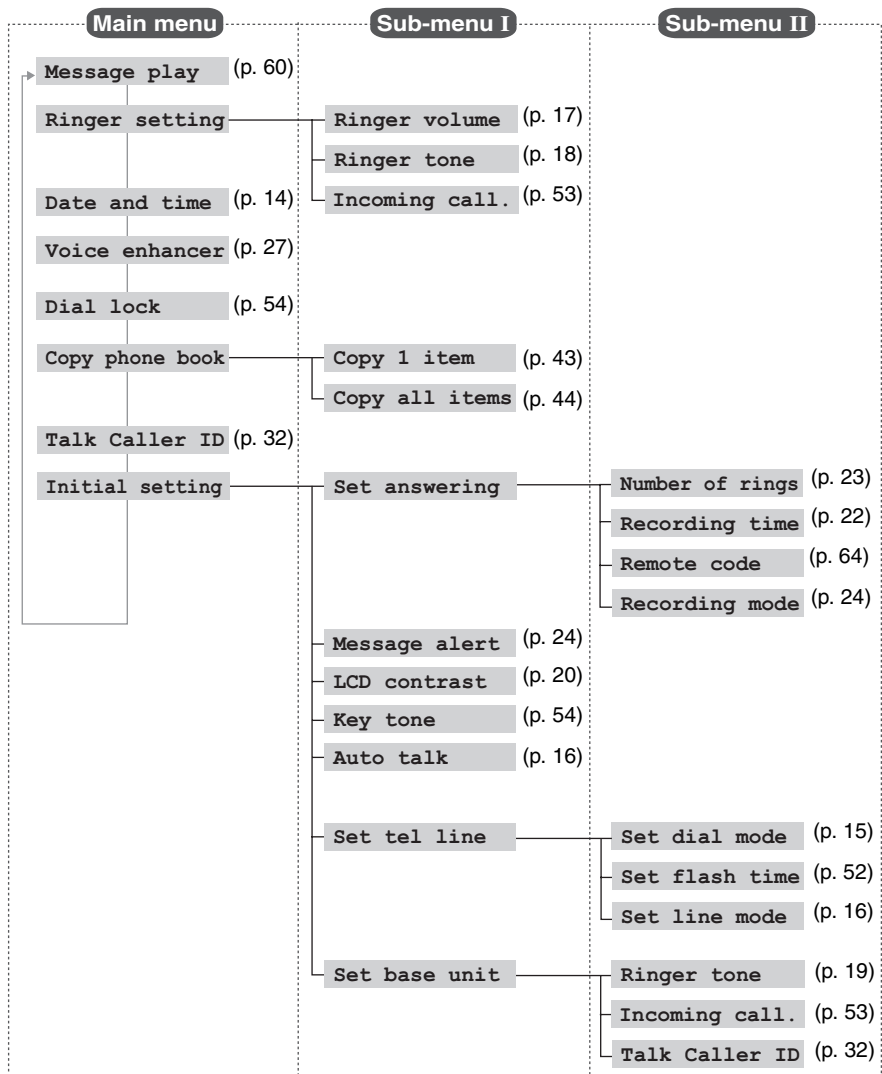 Main menu Sub-menu I Sub-menu II
Message play (p. 60)
Ringer setting Ringer volume (p. 17)
Ringer tone (p. 18)
Date and time (p. 14) Incoming call. (p. 53)
Voice enhancer (p. 27)
Dial lock (p. 54)
Copy phone book Copy 1 item (p. 43)
Copy all items (p. 44)
Talk Caller ID (p. 32)
Initial setting Set answering Number of rings (p. 23)
Recording time (p. 22)
Remote code (p. 64)
Recording mode (p. 24)
Message alert (p. 24)
LCD contrast (p. 20)
Key tone (p. 54)
Auto talk (p. 16)
Set tel line Set dial mode (p. 15)
Set flash time (p. 52)
Set line mode (p. 16)
Set base unit Ringer tone (p. 19)
Incoming call. (p. 53)
Talk Caller ID (p. 32)